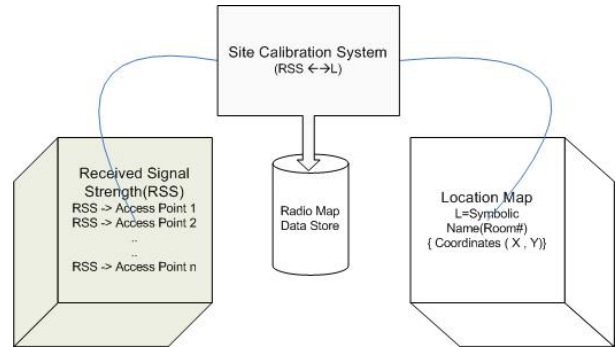 Site Calibration System
(RSS ←→L)
Received Signal
Strength(RSS)
RSS -> Access Point 1
RSS -> Access Point 2
..
..
RSS -> Access Point n
Radio Map
Data Store
Location Map
L=Symbolic
Name(Room#)
{ Coordinates ( X , Y)}